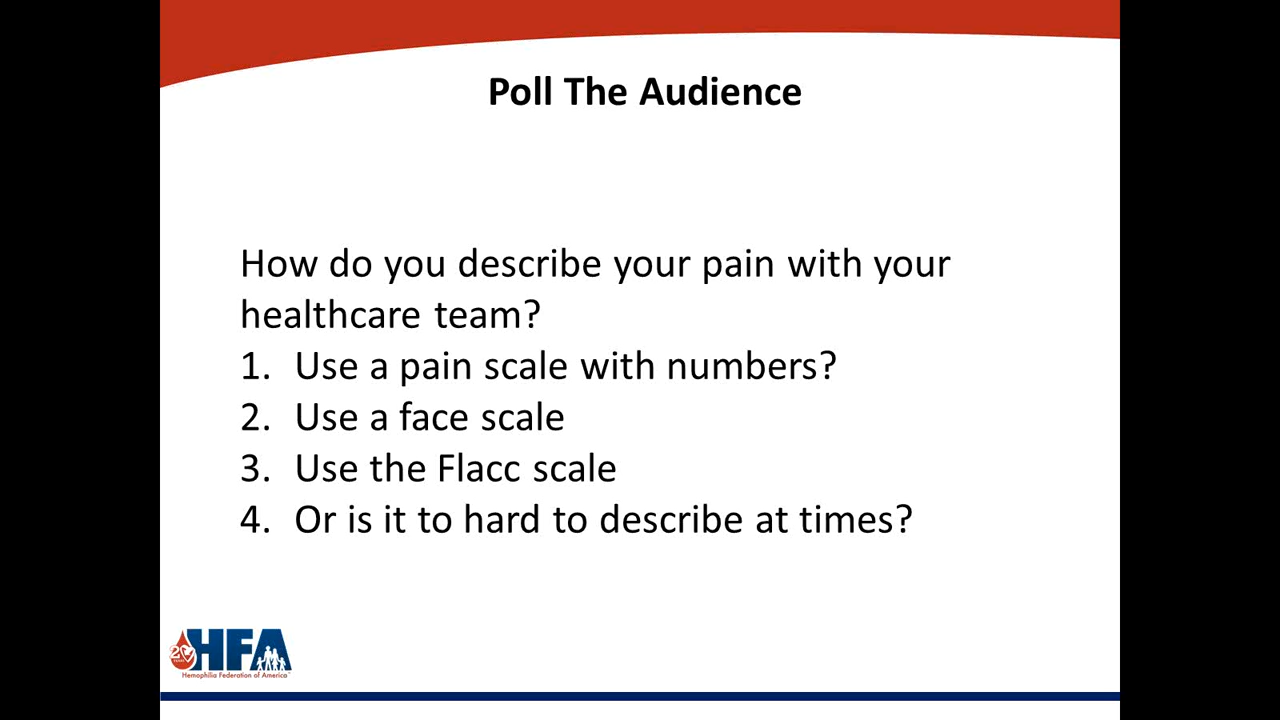 Poll The Audience
How do you describe your pain with your
healthcare team?
1. Use a pain scale with numbers?
2. Use a face scale
3. Use the Flacc scale
4. Or is it to hard to describe at times?
20
YEARS
HFA
Hemophilia Federation of America